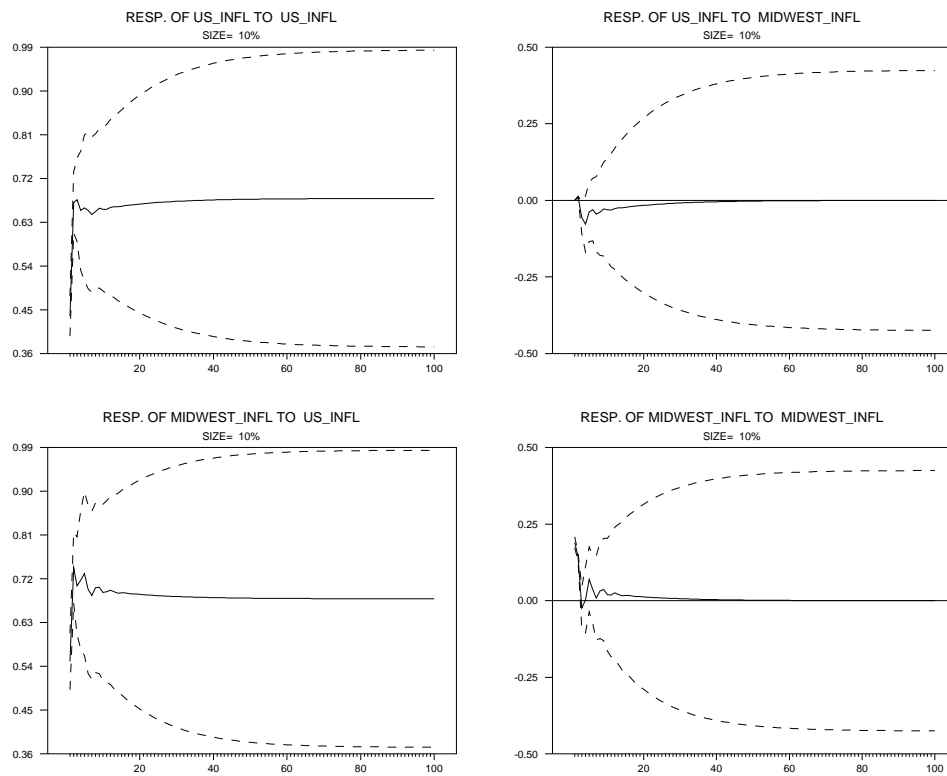 RESP. OF US_INFL TO US_INFL
SIZE= 10%
0.99
0.90
0.81
0.72
0.63
0.54
0.45
0.36
20 40 60 80 100
RESP. OF US_INFL TO MIDWEST_INFL
SIZE= 10%
0.50
0.25
0.00
-0.25
-0.50
20 40 60 80 100
RESP. OF MIDWEST_INFL TO US_INFL
SIZE= 10%
0.99
0.90
0.81
0.72
0.63
0.54
0.45
0.36
20 40 60 80 100
RESP. OF MIDWEST_INFL TO MIDWEST_INFL
SIZE= 10%
0.50
0.25
0.00
-0.25
-0.50
20 40 60 80 100